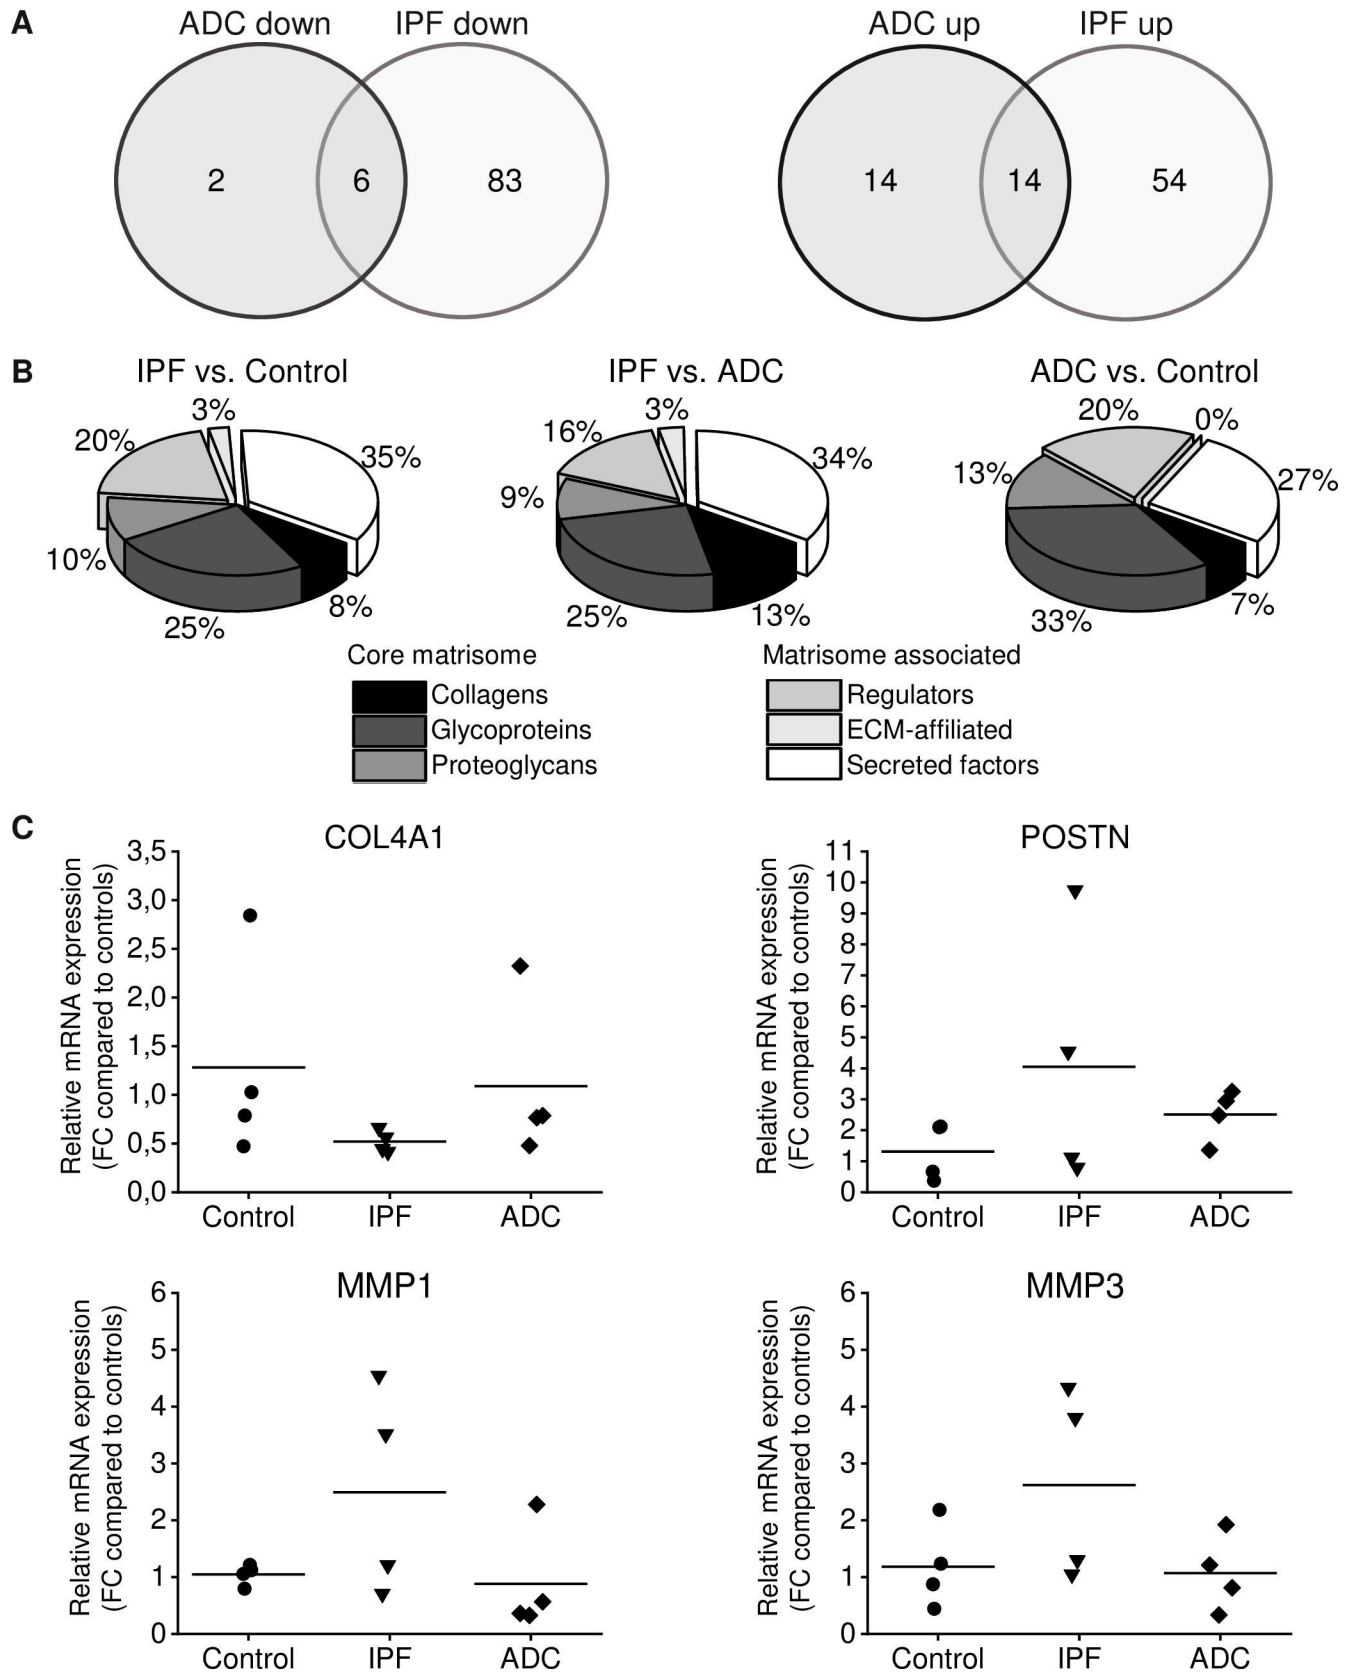 A
ADC down IPF down
2 6 83
ADC up IPF up
14 14 54
B
IPF vs. Control
3%
20%
35%
10%
25%
8%
IPF vs. ADC
3%
16%
34%
9%
25%
13%
ADC vs. Control
20%
0%
13%
27%
33%
7%
Core matrisome
Collagens
Glycoproteins
Proteoglycans
Matrisome associated
Regulators
ECM-affiliated
Secreted factors
C
COL4A1
Relative mRNA expression
(FC compared to controls)
3,5
3,0
2,5
2,0
1,5
1,0
0,5
0,0
Control IPF ADC
POSTN
Relative mRNA expression
(FC compared to controls)
11
10
9
8
7
6
5
4
3
2
1
0
Control IPF ADC
MMP1
Relative mRNA expression
(FC compared to controls)
6
5
4
3
2
1
0
Control IPF ADC
MMP3
Relative mRNA expression
(FC compared to controls)
6
5
4
3
2
1
0
Control IPF ADC